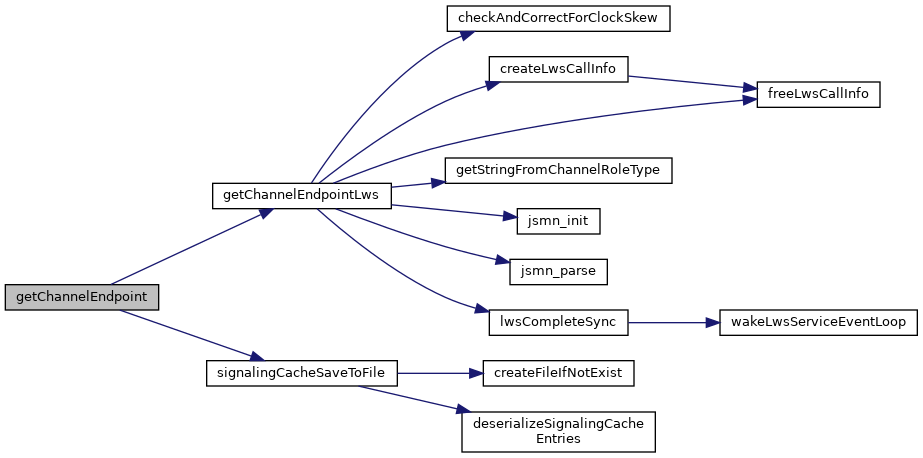 checkAndCorrectForClockSkew
createLwsCallInfo
freeLwsCallInfo
getStringFromChannelRoleType
getChannelEndpointLws
jsmn_init
jsmn_parse
getChannelEndpoint
lwsCompleteSync
wakeLwsServiceEventLoop
signalingCacheSaveToFile
createFileIfNotExist
deserializeSignalingCache
Entries